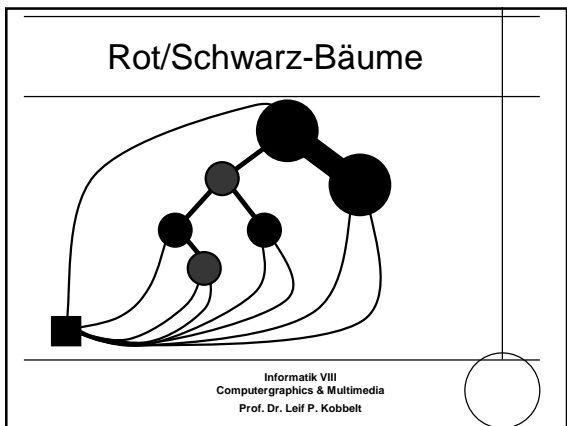 Rot/Schwarz-Bäume
Informatik VIII
Computergraphics & Multimedia
Prof. Dr. Leif P. Kobbelt